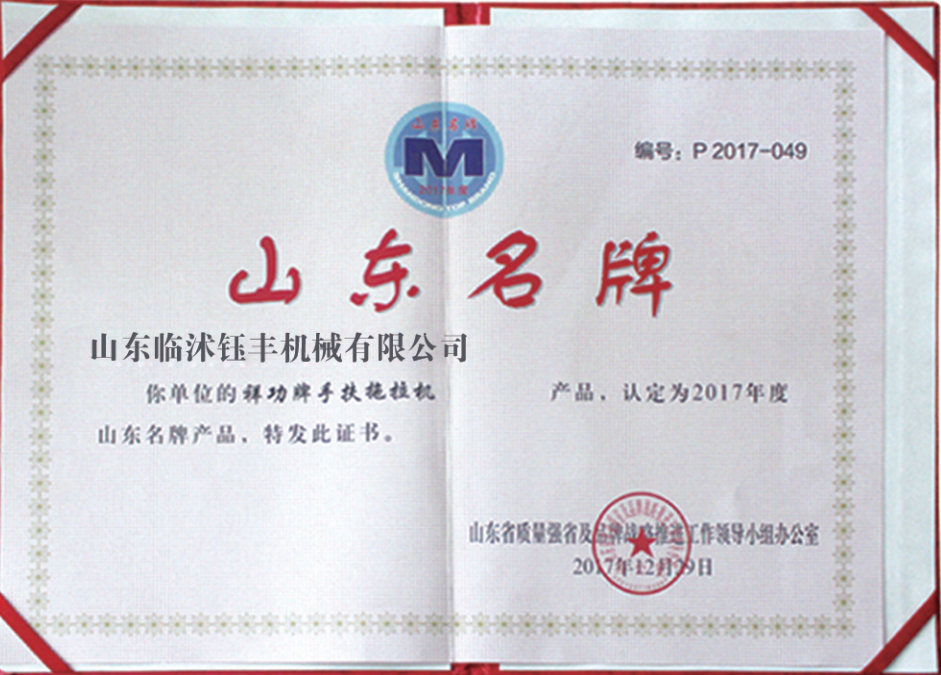 山东名牌
M
2017年度
编号：P 2017-049
山东名牌
山东临沭钰丰机械有限公司
你单位的祥功牌手扶拖拉机 产品，认定为2017年度
山东名牌产品，特发此证书。
山东省质量强省及品牌战略推进工作领导小组办公室
2017年12月29日